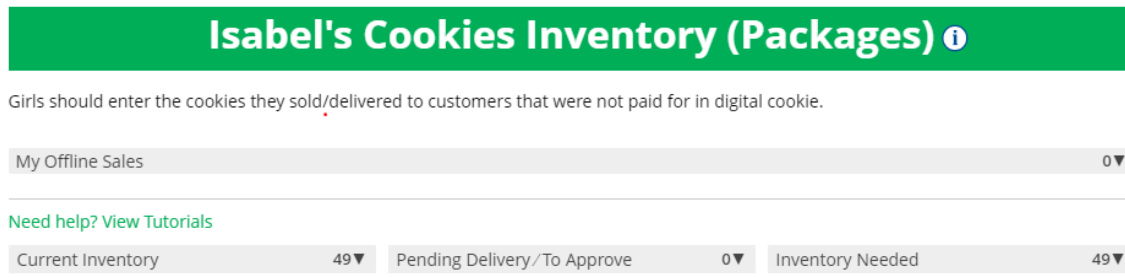 Isabel's Cookies Inventory (Packages) i
Girls should enter the cookies they sold/delivered to customers that were not paid for in digital cookie.
My Offline Sales 0▼
Need help? View Tutorials
Current Inventory 49▼ Pending Delivery/To Approve 0▼ Inventory Needed 49▼